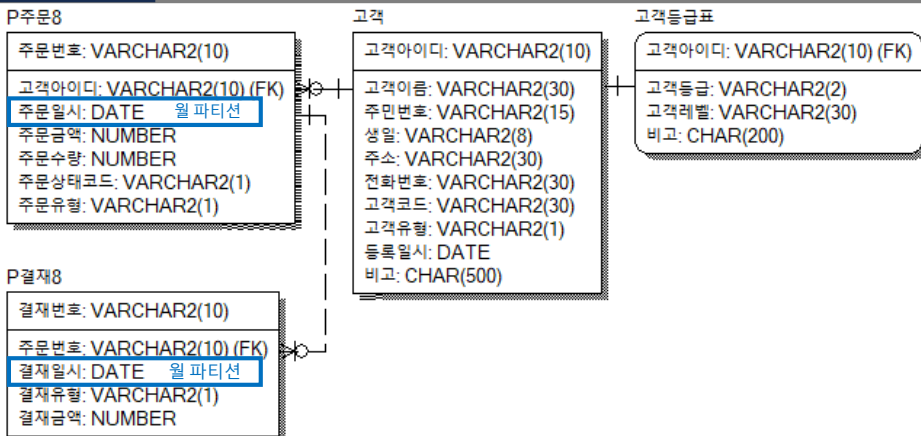 P주문8
주문번호: VARCHAR2(10)
고객아이디: VARCHAR2(10) (FK)
주문일시: DATE 월 파티션
주문금액: NUMBER
주문수량: NUMBER
주문상태코드: VARCHAR2(1)
주문유형: VARCHAR2(1)
고객
고객아이디: VARCHAR2(10)
고객이름: VARCHAR2(30)
주민번호: VARCHAR2(15)
생일: VARCHAR2(8)
주소: VARCHAR2(30)
전화번호: VARCHAR2(30)
고객코드: VARCHAR2(30)
고객유형: VARCHAR2(1)
등록일시: DATE
비고: CHAR(500)
고객등급표
고객아이디: VARCHAR2(10) (FK)
고객등급: VARCHAR2(2)
고객레벨: VARCHAR2(30)
비고: CHAR(200)
P결재8
결재번호: VARCHAR2(10)
주문번호: VARCHAR2(10) (FK)
결재일시: DATE 월 파티션
결재유형: VARCHAR2(1)
결재금액: NUMBER